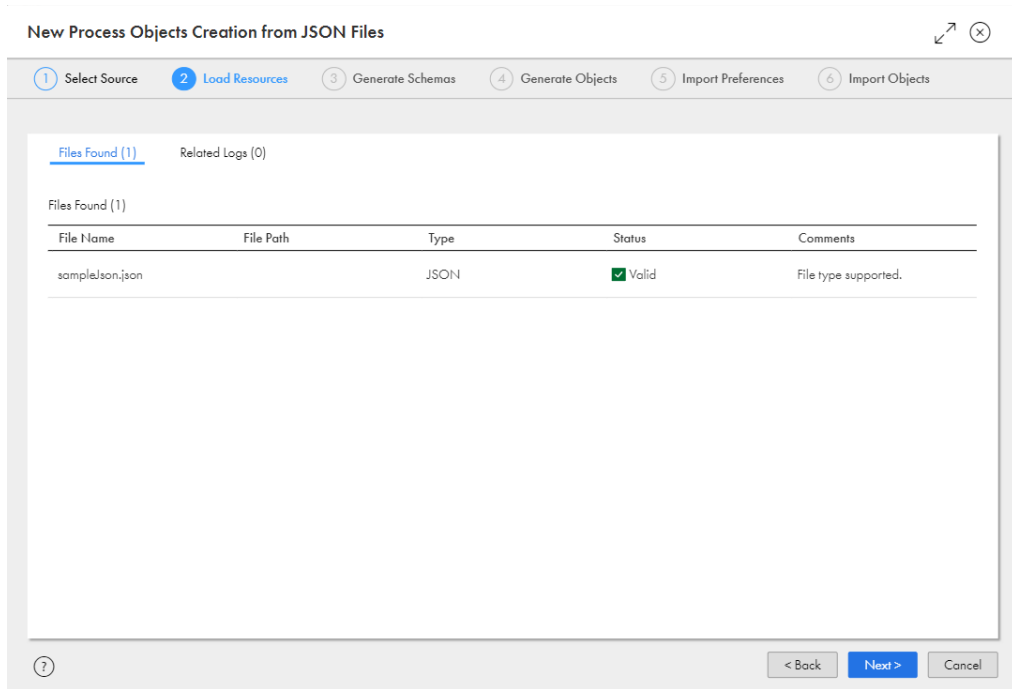 New Process Objects Creation from JSON Files
1 Select Source 2 Load Resources 3 Generate Schemas 4 Generate Objects 5 Import Preferences 6 Import Objects
Files Found (1) Related Logs (0)
Files Found (1)
File Name File Path Type Status Comments
sampleJson.json JSON Valid File type supported.
? < Back Next > Cancel